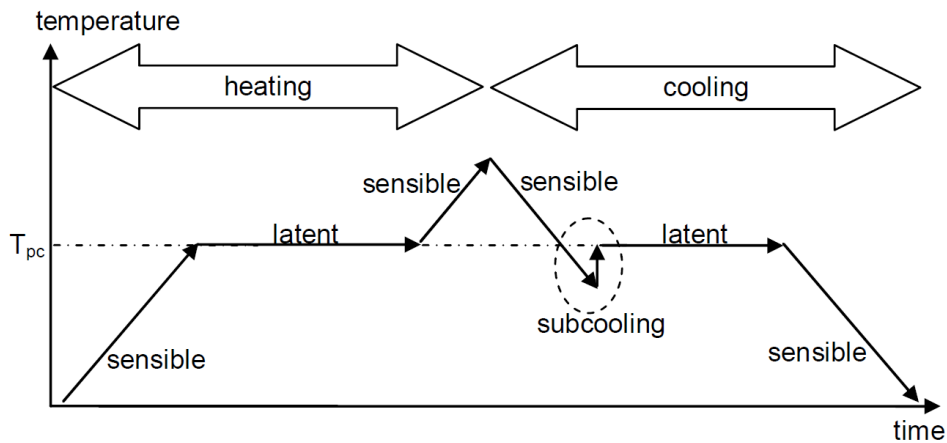 temperature
heating
cooling
sensible
sensible
T_pc
latent
latent
subcooling
sensible
sensible
time